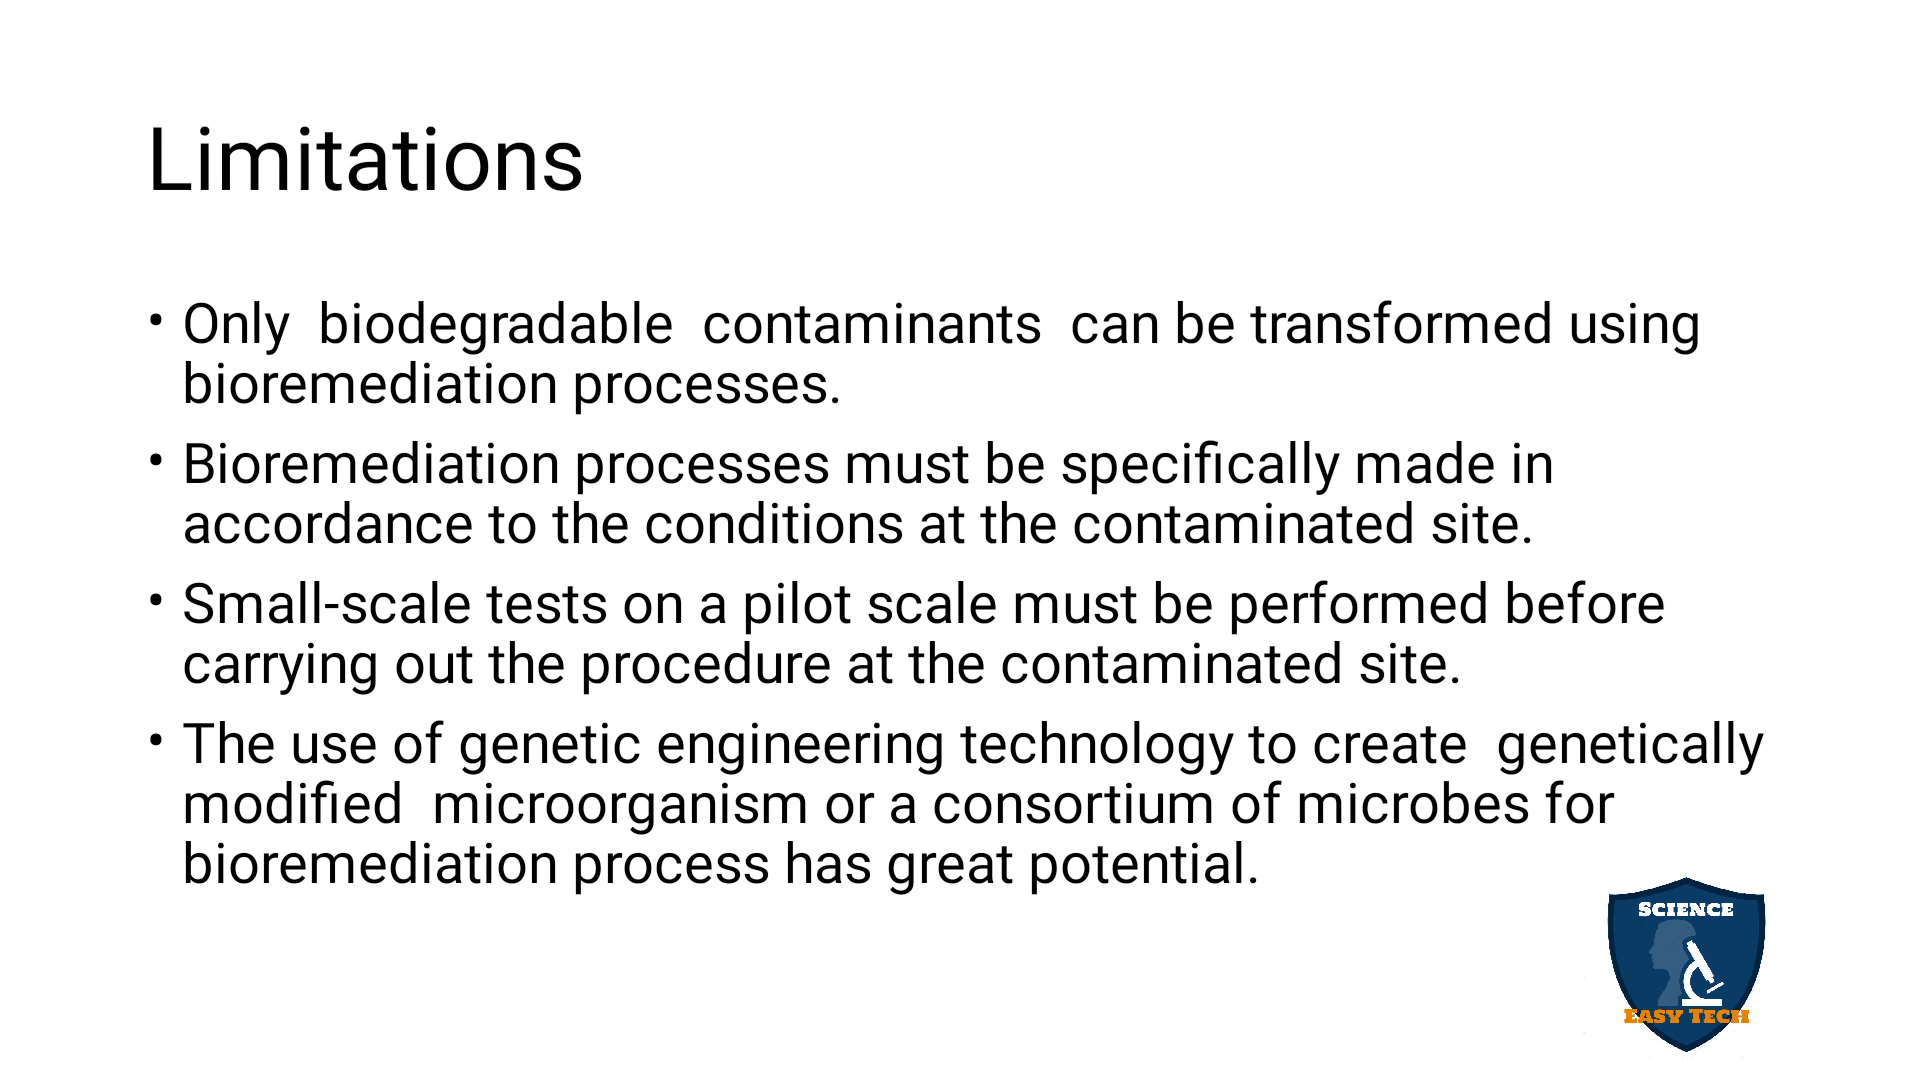 Limitations
• Only  biodegradable  contaminants  can be transformed using
bioremediation processes.
• Bioremediation processes must be specifically made in
accordance to the conditions at the contaminated site.
• Small-scale tests on a pilot scale must be performed before
carrying out the procedure at the contaminated site.
• The use of genetic engineering technology to create  genetically
modified  microorganism or a consortium of microbes for
bioremediation process has great potential.
SCIENCE
EASY TECH